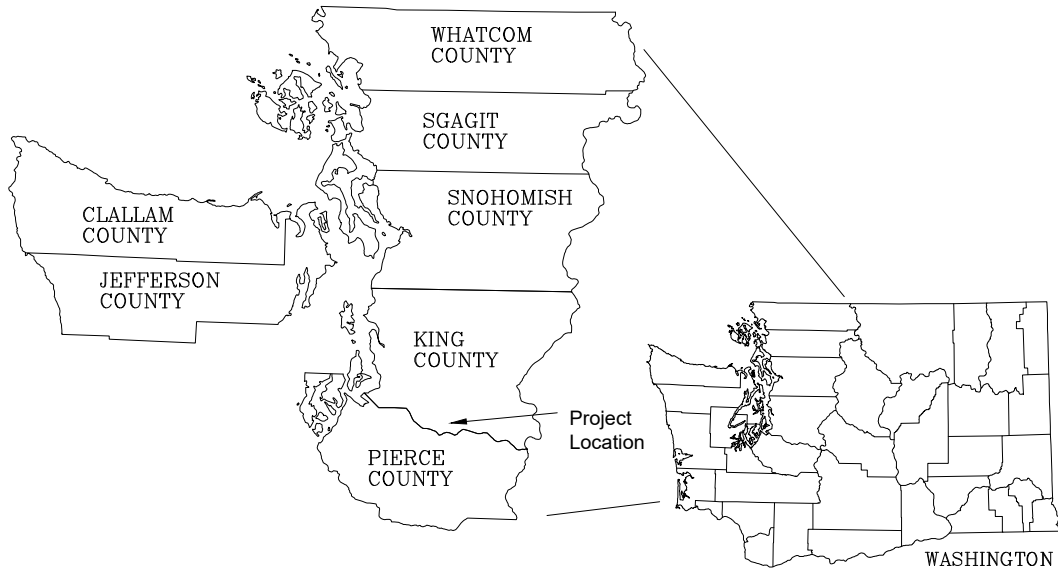 WHATCOM
COUNTY
SGAGIT
COUNTY
SNOHOMISH
COUNTY
CLALLAM
COUNTY
JEFFERSON
COUNTY
KING
COUNTY
Project
Location
PIERCE
COUNTY
WASHINGTON